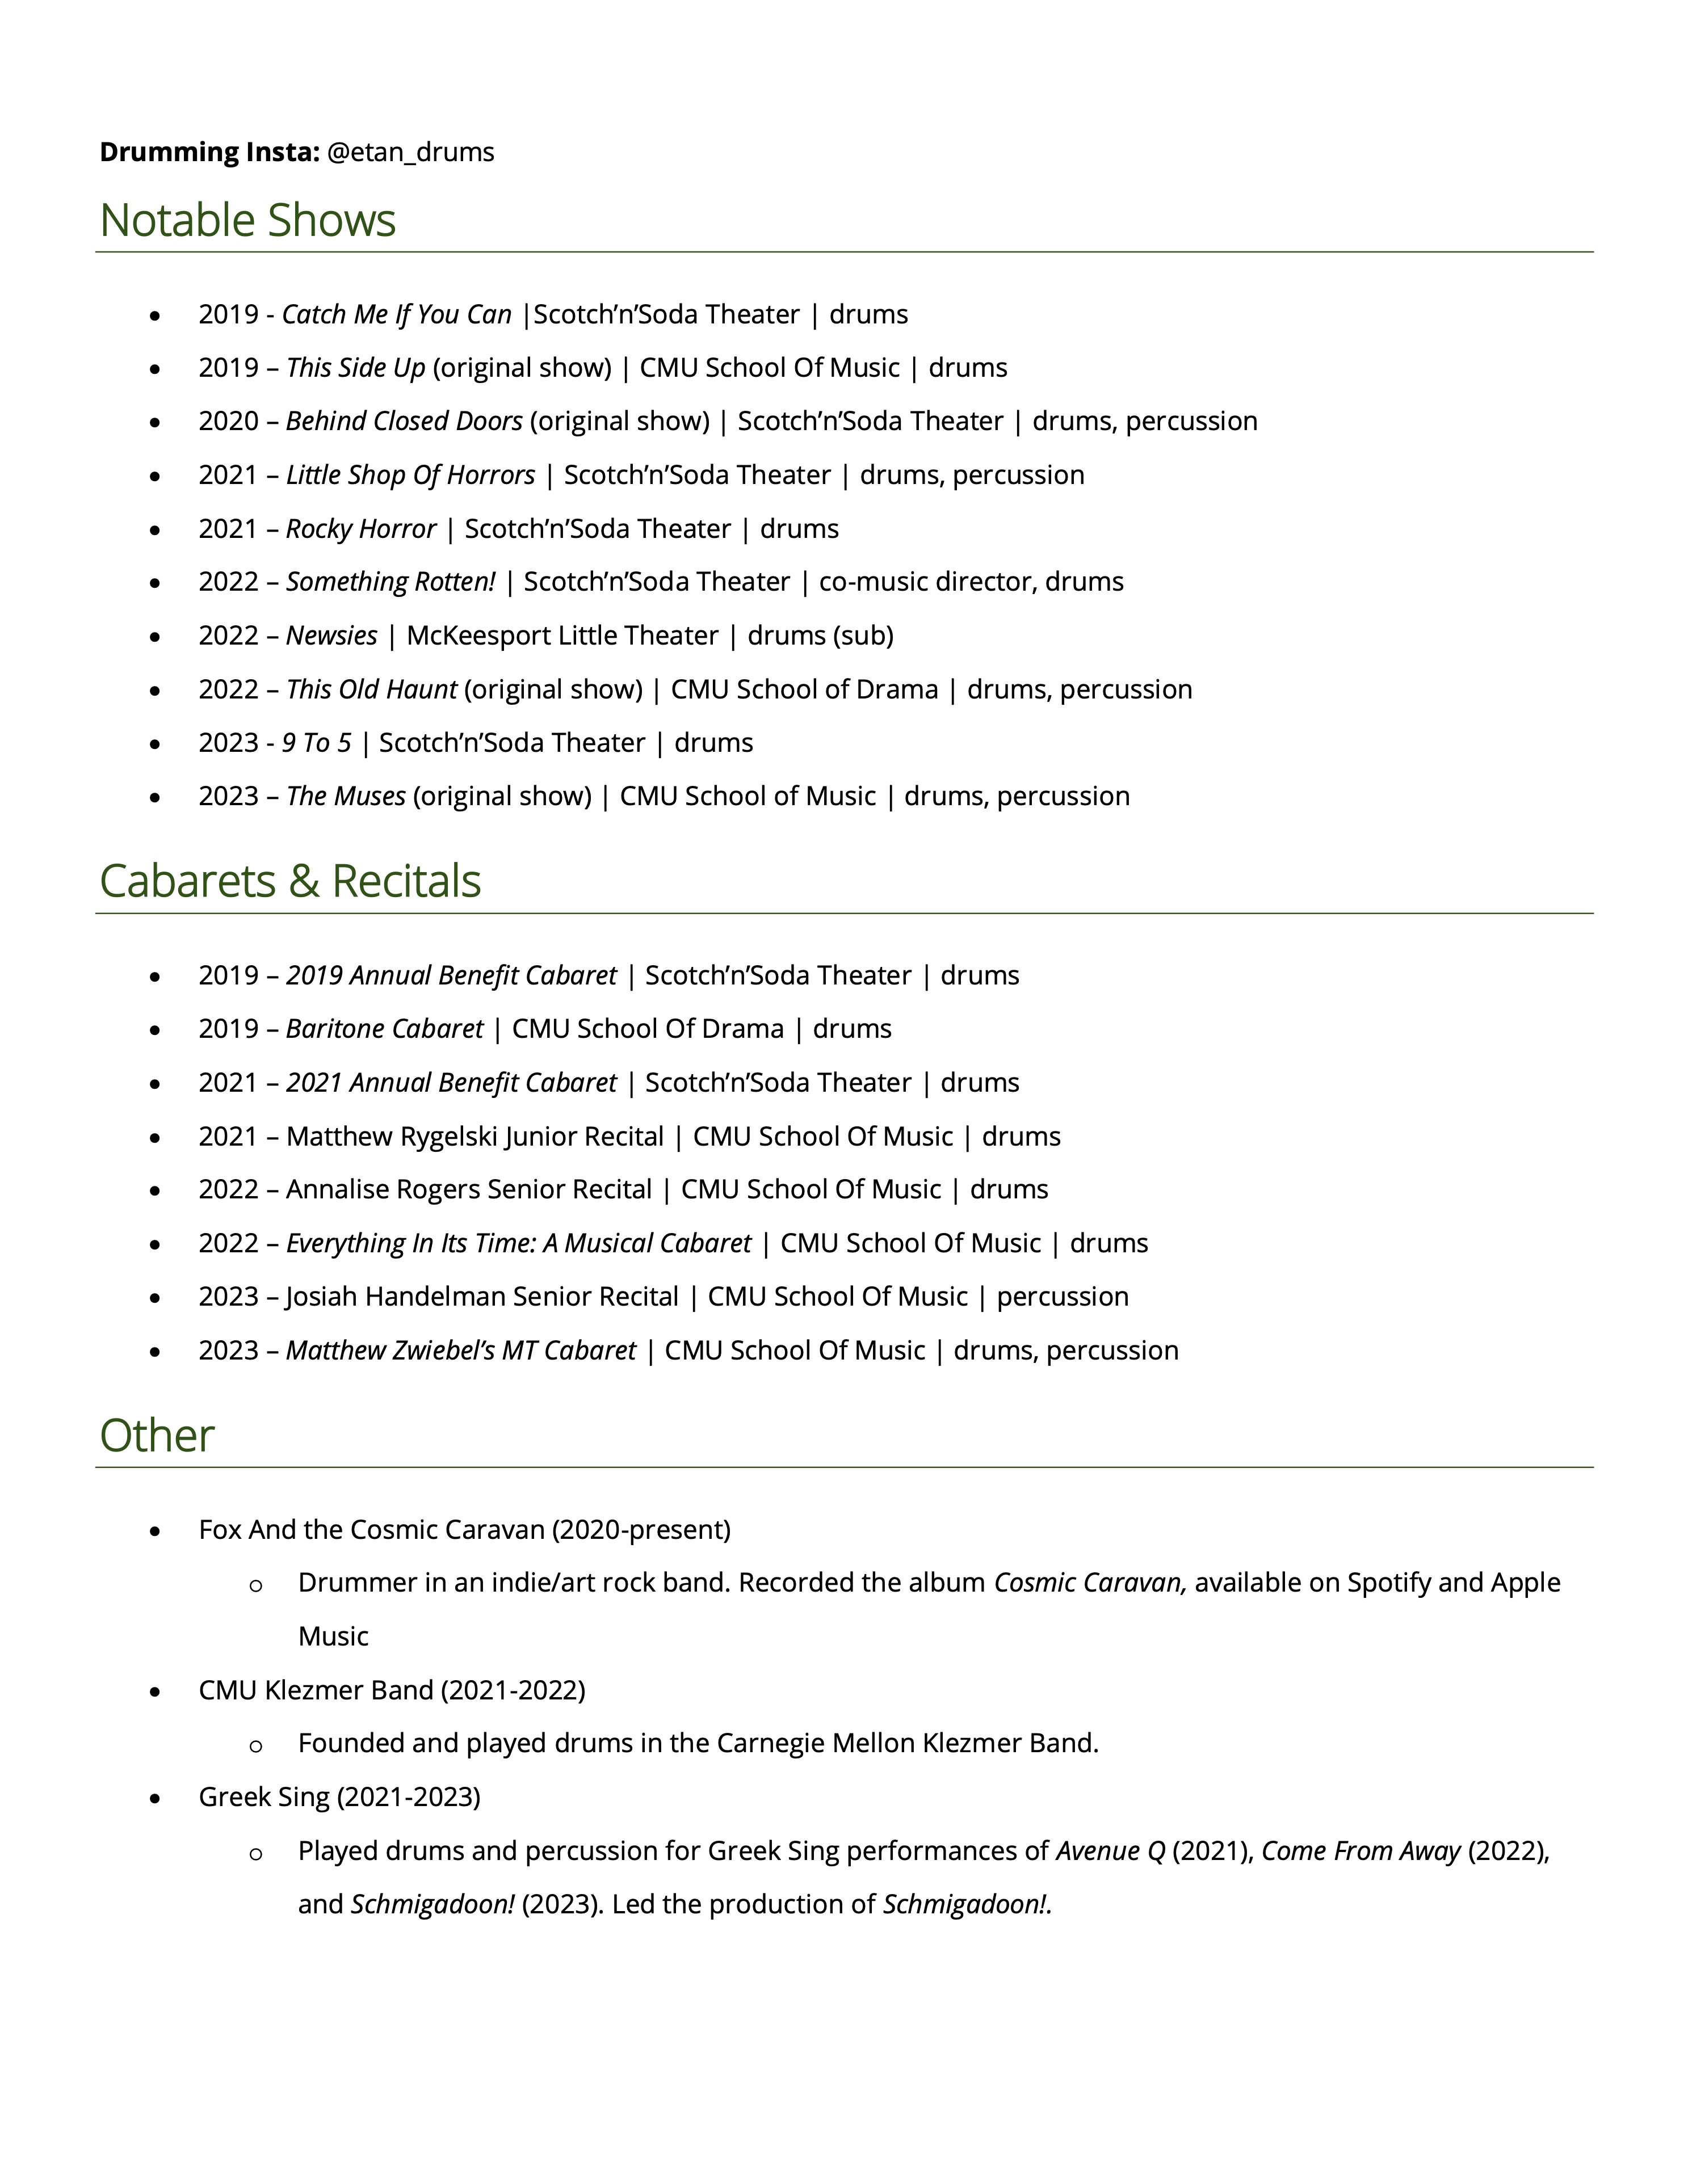 Drumming Insta: @etan_drums
Notable Shows
• 2019 - Catch Me If You Can |Scotch’n’Soda Theater | drums
• 2019 – This Side Up (original show) | CMU School Of Music | drums
• 2020 – Behind Closed Doors (original show) | Scotch’n’Soda Theater | drums, percussion
• 2021 – Little Shop Of Horrors | Scotch’n’Soda Theater | drums, percussion
• 2021 – Rocky Horror | Scotch’n’Soda Theater | drums
• 2022 – Something Rotten! | Scotch’n’Soda Theater | co-music director, drums
• 2022 – Newsies | McKeesport Little Theater | drums (sub)
• 2022 – This Old Haunt (original show) | CMU School of Drama | drums, percussion
• 2023 - 9 To 5 | Scotch’n’Soda Theater | drums
• 2023 – The Muses (original show) | CMU School of Music | drums, percussion
Cabarets & Recitals
• 2019 – 2019 Annual Benefit Cabaret | Scotch’n’Soda Theater | drums
• 2019 – Baritone Cabaret | CMU School Of Drama | drums
• 2021 – 2021 Annual Benefit Cabaret | Scotch’n’Soda Theater | drums
• 2021 – Matthew Rygelski Junior Recital | CMU School Of Music | drums
• 2022 – Annalise Rogers Senior Recital | CMU School Of Music | drums
• 2022 – Everything In Its Time: A Musical Cabaret | CMU School Of Music | drums
• 2023 – Josiah Handelman Senior Recital | CMU School Of Music | percussion
• 2023 – Matthew Zwiebel’s MT Cabaret | CMU School Of Music | drums, percussion
Other
• Fox And the Cosmic Caravan (2020-present)
o Drummer in an indie/art rock band. Recorded the album Cosmic Caravan, available on Spotify and Apple
Music
• CMU Klezmer Band (2021-2022)
o Founded and played drums in the Carnegie Mellon Klezmer Band.
• Greek Sing (2021-2023)
o Played drums and percussion for Greek Sing performances of Avenue Q (2021), Come From Away (2022),
and Schmigadoon! (2023). Led the production of Schmigadoon!.